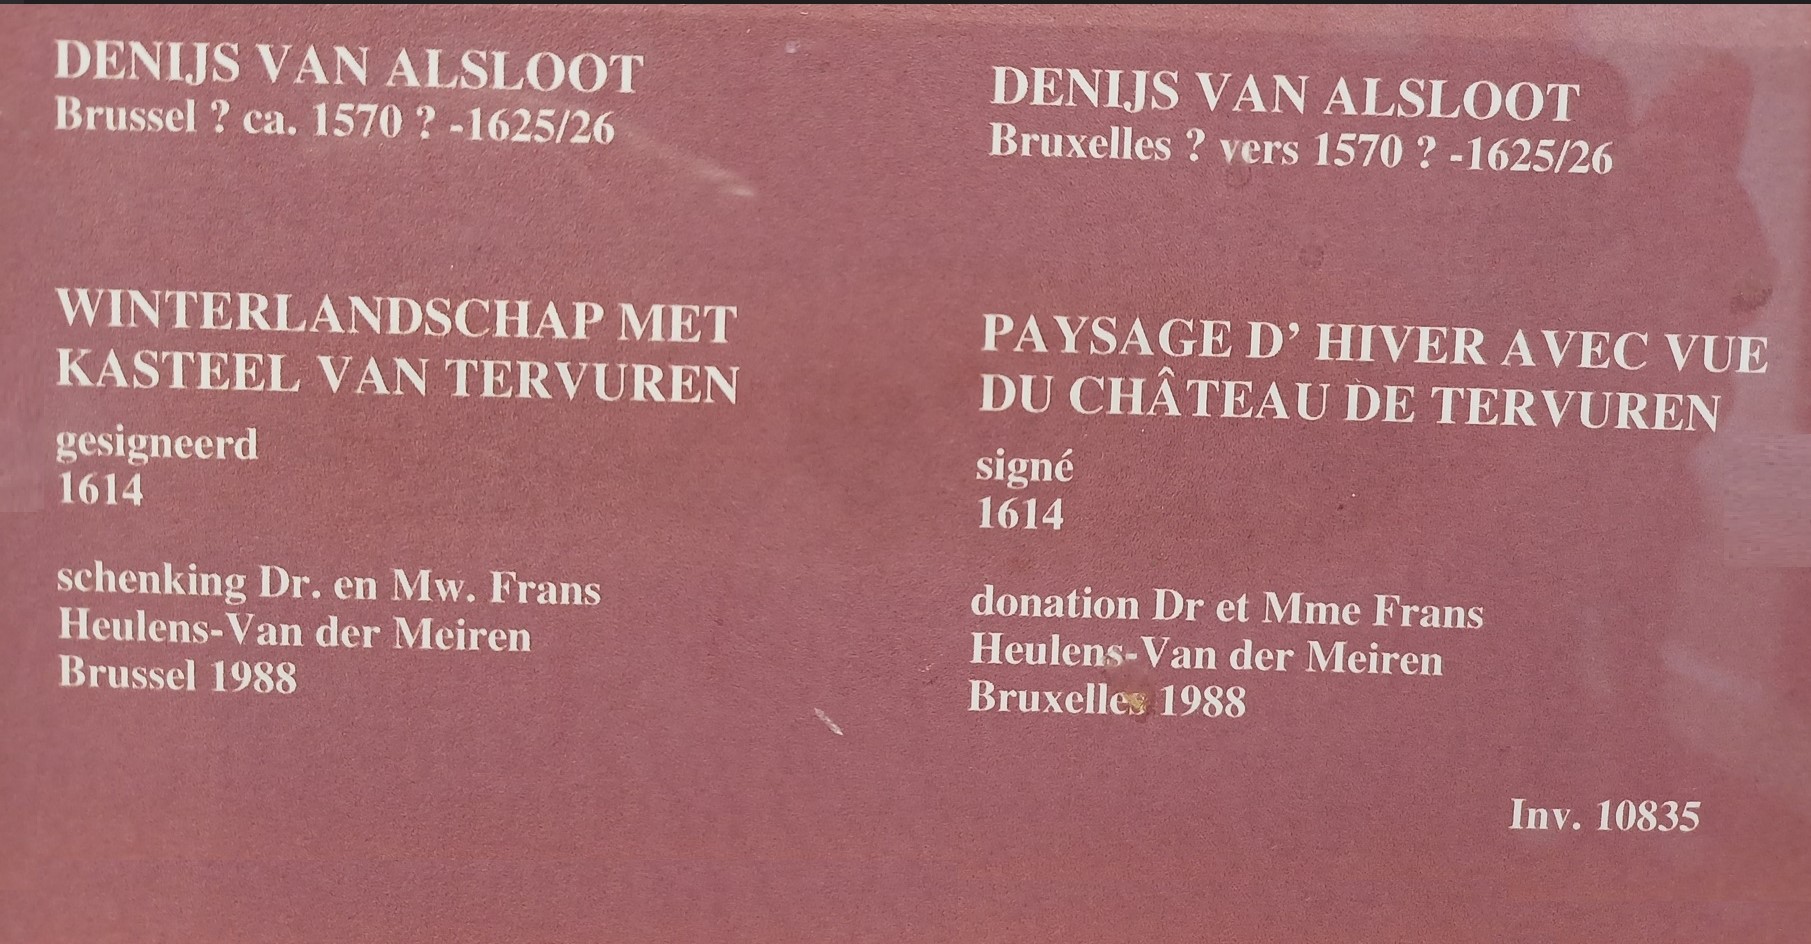 DENIJS VAN ALSLOOT
Brussel ? ca. 1570 ? -1625/26
WINTERLANDSCHAP MET
KASTEEL VAN TERVUREN
gesigneerd
1614
schenking Dr. en Mw. Frans
Heulens-Van der Meiren
Brussel 1988
DENIJS VAN ALSLOOT
Bruxelles ? vers 1570 ? -1625/26
PAYSAGE D’ HIVER AVEC VUE
DU CHÂTEAU DE TERVUREN
signé
1614
donation Dr et Mme Frans
Heulens-Van der Meiren
Bruxelles 1988
Inv. 10835